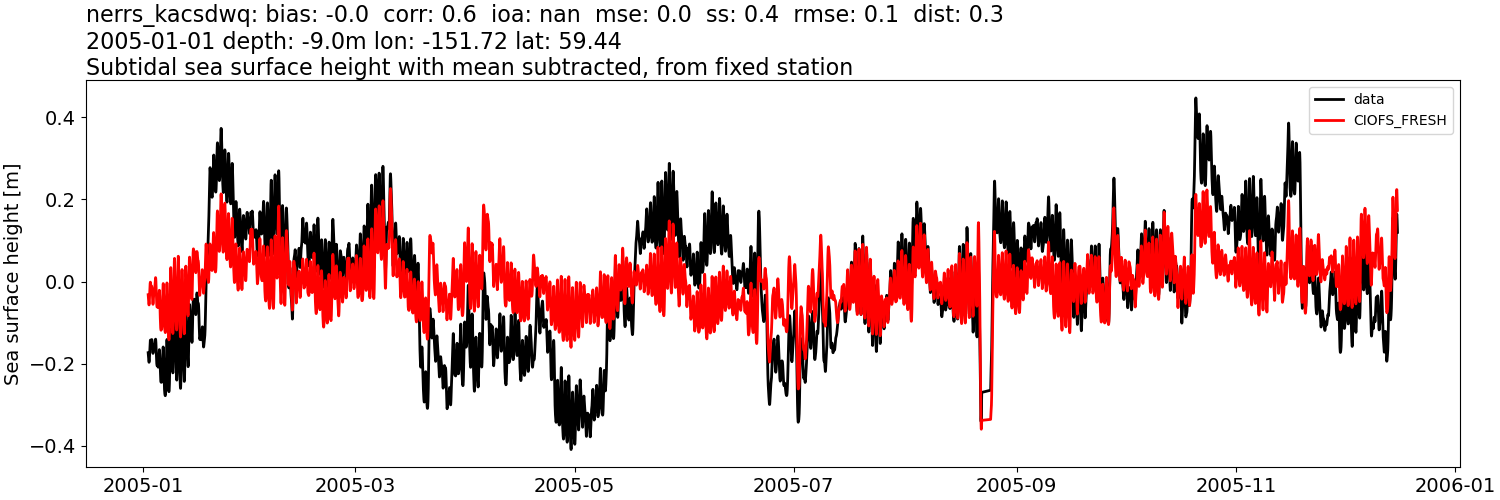 nerrs_kacsdwq: bias: -0.0  corr: 0.6  ioa: nan  mse: 0.0  ss: 0.4  rmse: 0.1  dist: 0.3
2005-01-01 depth: -9.0m lon: -151.72 lat: 59.44
Subtidal sea surface height with mean subtracted, from fixed station
data
CIOFS_FRESH
Sea surface height [m]
0.4
0.2
0.0
−0.2
−0.4
2005-01
2005-03
2005-05
2005-07
2005-09
2005-11
2006-01